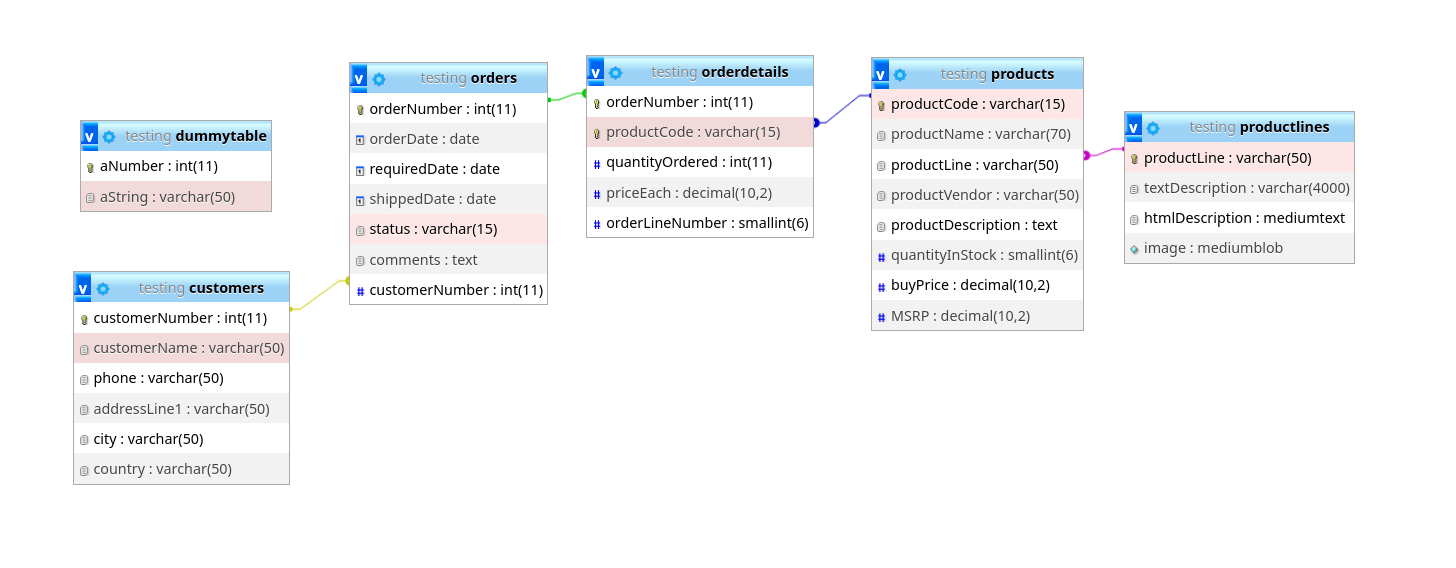 v testing dummytable
aNumber : int(11)
aString : varchar(50)
v testing customers
customerNumber : int(11)
customerName : varchar(50)
phone : varchar(50)
addressLine1 : varchar(50)
city : varchar(50)
country : varchar(50)
v testing orders
orderNumber : int(11)
orderDate : date
requiredDate : date
shippedDate : date
status : varchar(15)
comments : text
# customerNumber : int(11)
v testing orderdetails
orderNumber : int(11)
productCode : varchar(15)
# quantityOrdered : int(11)
# priceEach : decimal(10,2)
# orderLineNumber : smallint(6)
v testing products
productCode : varchar(15)
productName : varchar(70)
productLine : varchar(50)
productVendor : varchar(50)
productDescription : text
# quantityInStock : smallint(6)
# buyPrice : decimal(10,2)
# MSRP : decimal(10,2)
v testing productlines
productLine : varchar(50)
textDescription : varchar(4000)
htmlDescription : mediumtext
image : mediumblob